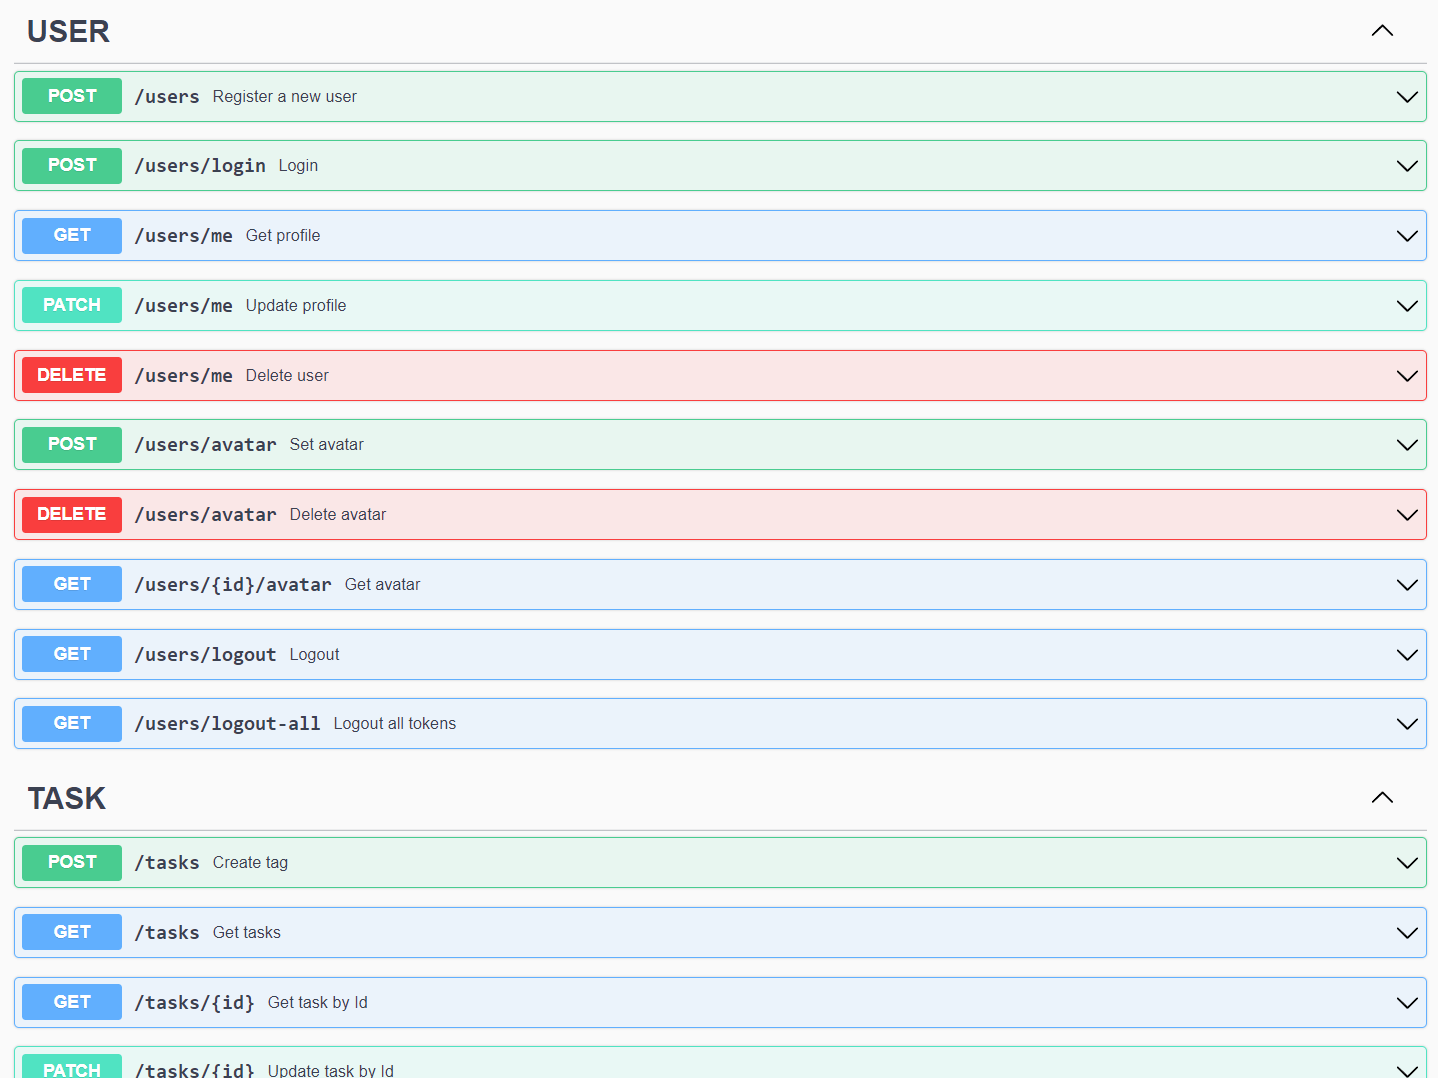 USER
POST /users Register a new user
POST /users/login Login
GET /users/me Get profile
PATCH /users/me Update profile
DELETE /users/me Delete user
POST /users/avatar Set avatar
DELETE /users/avatar Delete avatar
GET /users/{id}/avatar Get avatar
GET /users/logout Logout
GET /users/logout-all Logout all tokens
TASK
POST /tasks Create tag
GET /tasks Get tasks
GET /tasks/{id} Get task by Id
PATCH /tasks/{id} Update task by Id